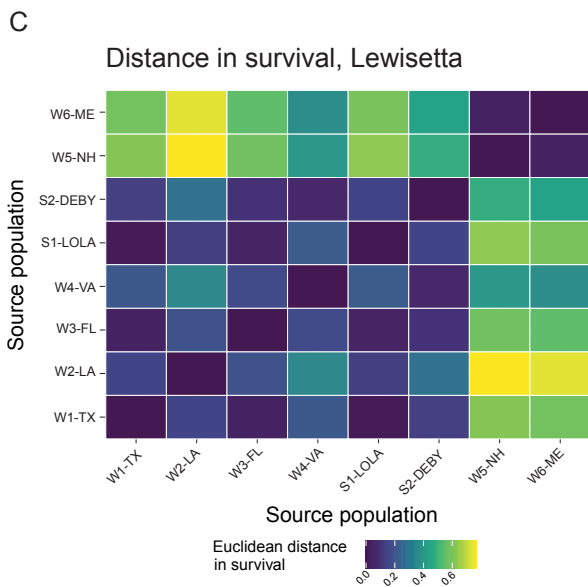 C
Distance in survival, Lewisetta
Source population
W6-ME
W5-NH
S2-DEBY
S1-LOLA
W4-VA
W3-FL
W2-LA
W1-TX
W1-TX
W2-LA
W3-FL
W4-VA
S1-LOLA
S2-DEBY
W5-NH
W6-ME
Source population
Euclidean distance
in survival
0.0
0.2
0.4
0.6